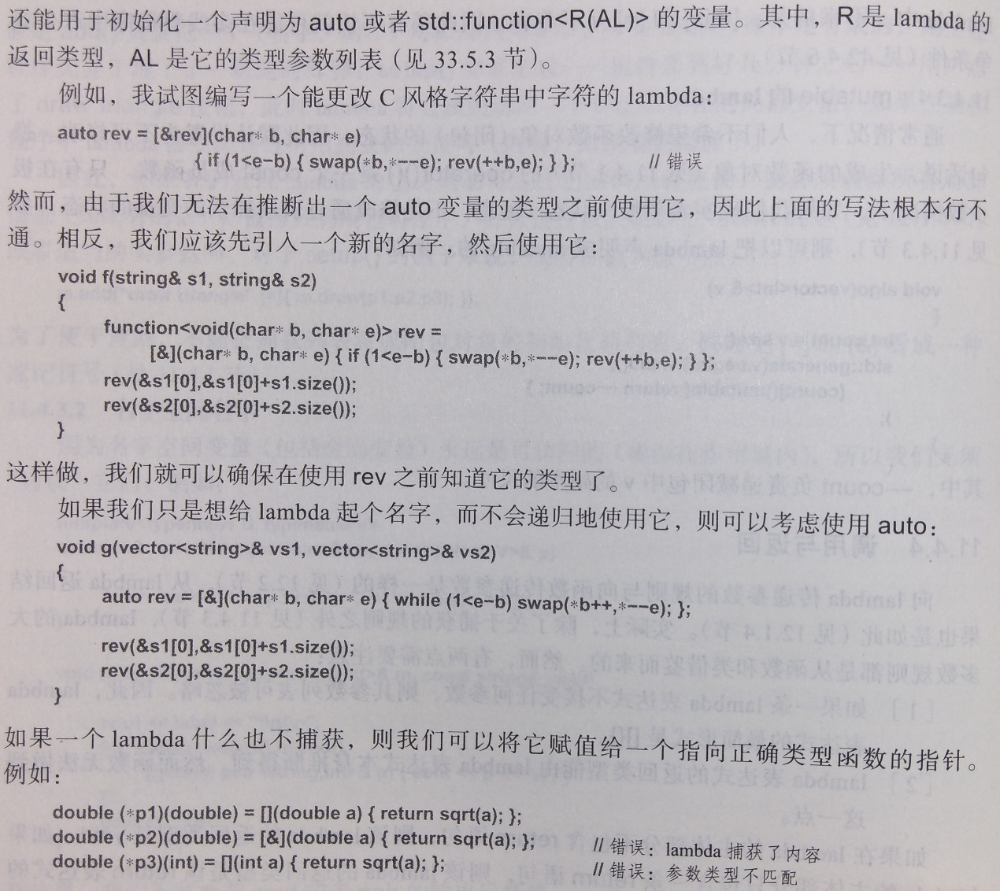 还能用于初始化一个声明为 auto 或者 std::function<R(AL)> 的变量。其中，R 是 lambda 的
返回类型，AL 是它的类型参数列表（见 33.5.3 节）。
例如，我试图编写一个能更改 C 风格字符串中字符的 lambda：
auto rev = [&rev](char* b, char* e)
{ if (1<e-b) { swap(*b,*--e); rev(++b,e); } };   // 错误
然而，由于我们无法在推断出一个 auto 变量的类型之前使用它，因此上面的写法根本行不
通。相反，我们应该先引入一个新的名字，然后使用它：
void f(string& s1, string& s2)
{
function<void(char* b, char* e)> rev =
[&](char* b, char* e) { if (1<e-b) { swap(*b,*--e); rev(++b,e); } };
rev(&s1[0],&s1[0]+s1.size());
rev(&s2[0],&s2[0]+s2.size());
}
这样做，我们就可以确保在使用 rev 之前知道它的类型了。
如果我们只是想给 lambda 起个名字，而不会递归地使用它，则可以考虑使用 auto：
void g(vector<string>& vs1, vector<string>& vs2)
{
auto rev = [&](char* b, char* e) { while (1<e-b) swap(*b++,*--e); };
rev(&s1[0],&s1[0]+s1.size());
rev(&s2[0],&s2[0]+s2.size());
}
如果一个 lambda 什么也不捕获，则我们可以将它赋值给一个指向正确类型函数的指针。
例如：
double (*p1)(double) = [](double a) { return sqrt(a); };
double (*p2)(double) = [&](double a) { return sqrt(a); };   // 错误：lambda 捕获了内容
double (*p3)(int) = [](int a) { return sqrt(a); };   // 错误：参数类型不匹配